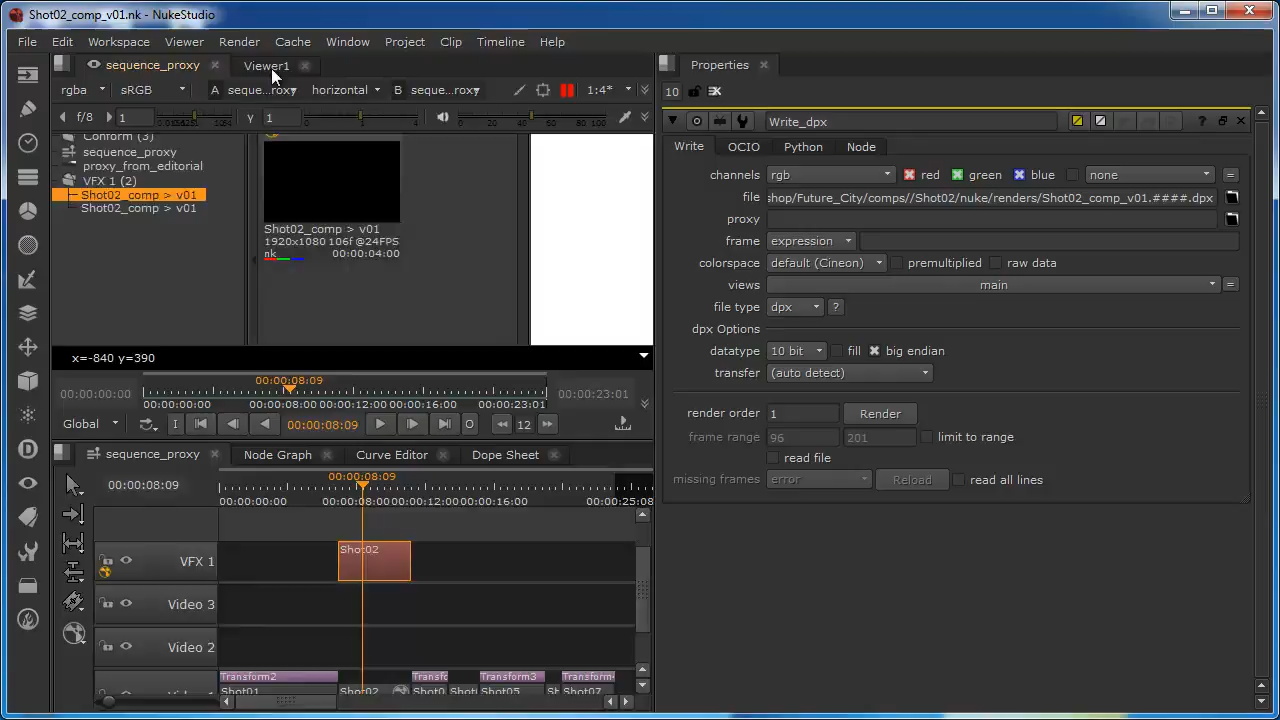 Shot02_comp_v01.nk - NukeStudio
File Edit Workspace Viewer Render Cache Window Project Clip Timeline Help
sequence_proxy Viewer1
rgba sRGB A seque...roxy horizontal B seque...roxy 1:4*
f/8 1 γ 1
Conform (3)
sequence_proxy
proxy_from_editorial
VFX 1 (2)
Shot02_comp > v01
Shot02_comp > v01
Shot02_comp > v01
1920x1080 106F@24FPS
nk 00:00:04:00
x=-840 y=390
00:00:08:09
00:00:00:00 00:00:23:01
00:00:00:00 00:00:08:00 00:00:12:00 00:00:16:00 00:00:23:01
Global I 00:00:08:09 O 12
sequence_proxy Node Graph Curve Editor Dope Sheet
00:00:08:09
00:00:08:09
00:00:00:00 00:00:08:00 00:00:12:00 00:00:16:00 00:00:25:08
VFX 1 Shot02
Video 3
Video 2
Transform2 Transfo Transform3 Transform
Shot01 Shot02 Shot0 Shot Shot05 Sh Shot07
Properties
10
Write_dpx
Write OCIO Python Node
channels rgb red green blue none =
file shop/Future_City/comps//Shot02/nuke/renders/Shot02_comp_v01.####.dpx
proxy
frame expression
colorspace default (Cineon) premultiplied raw data
views main =
file type dpx ?
dpx Options
datatype 10 bit fill big endian
transfer (auto detect)
render order 1 Render
frame range 96 201 limit to range
read file
missing frames error Reload read all lines